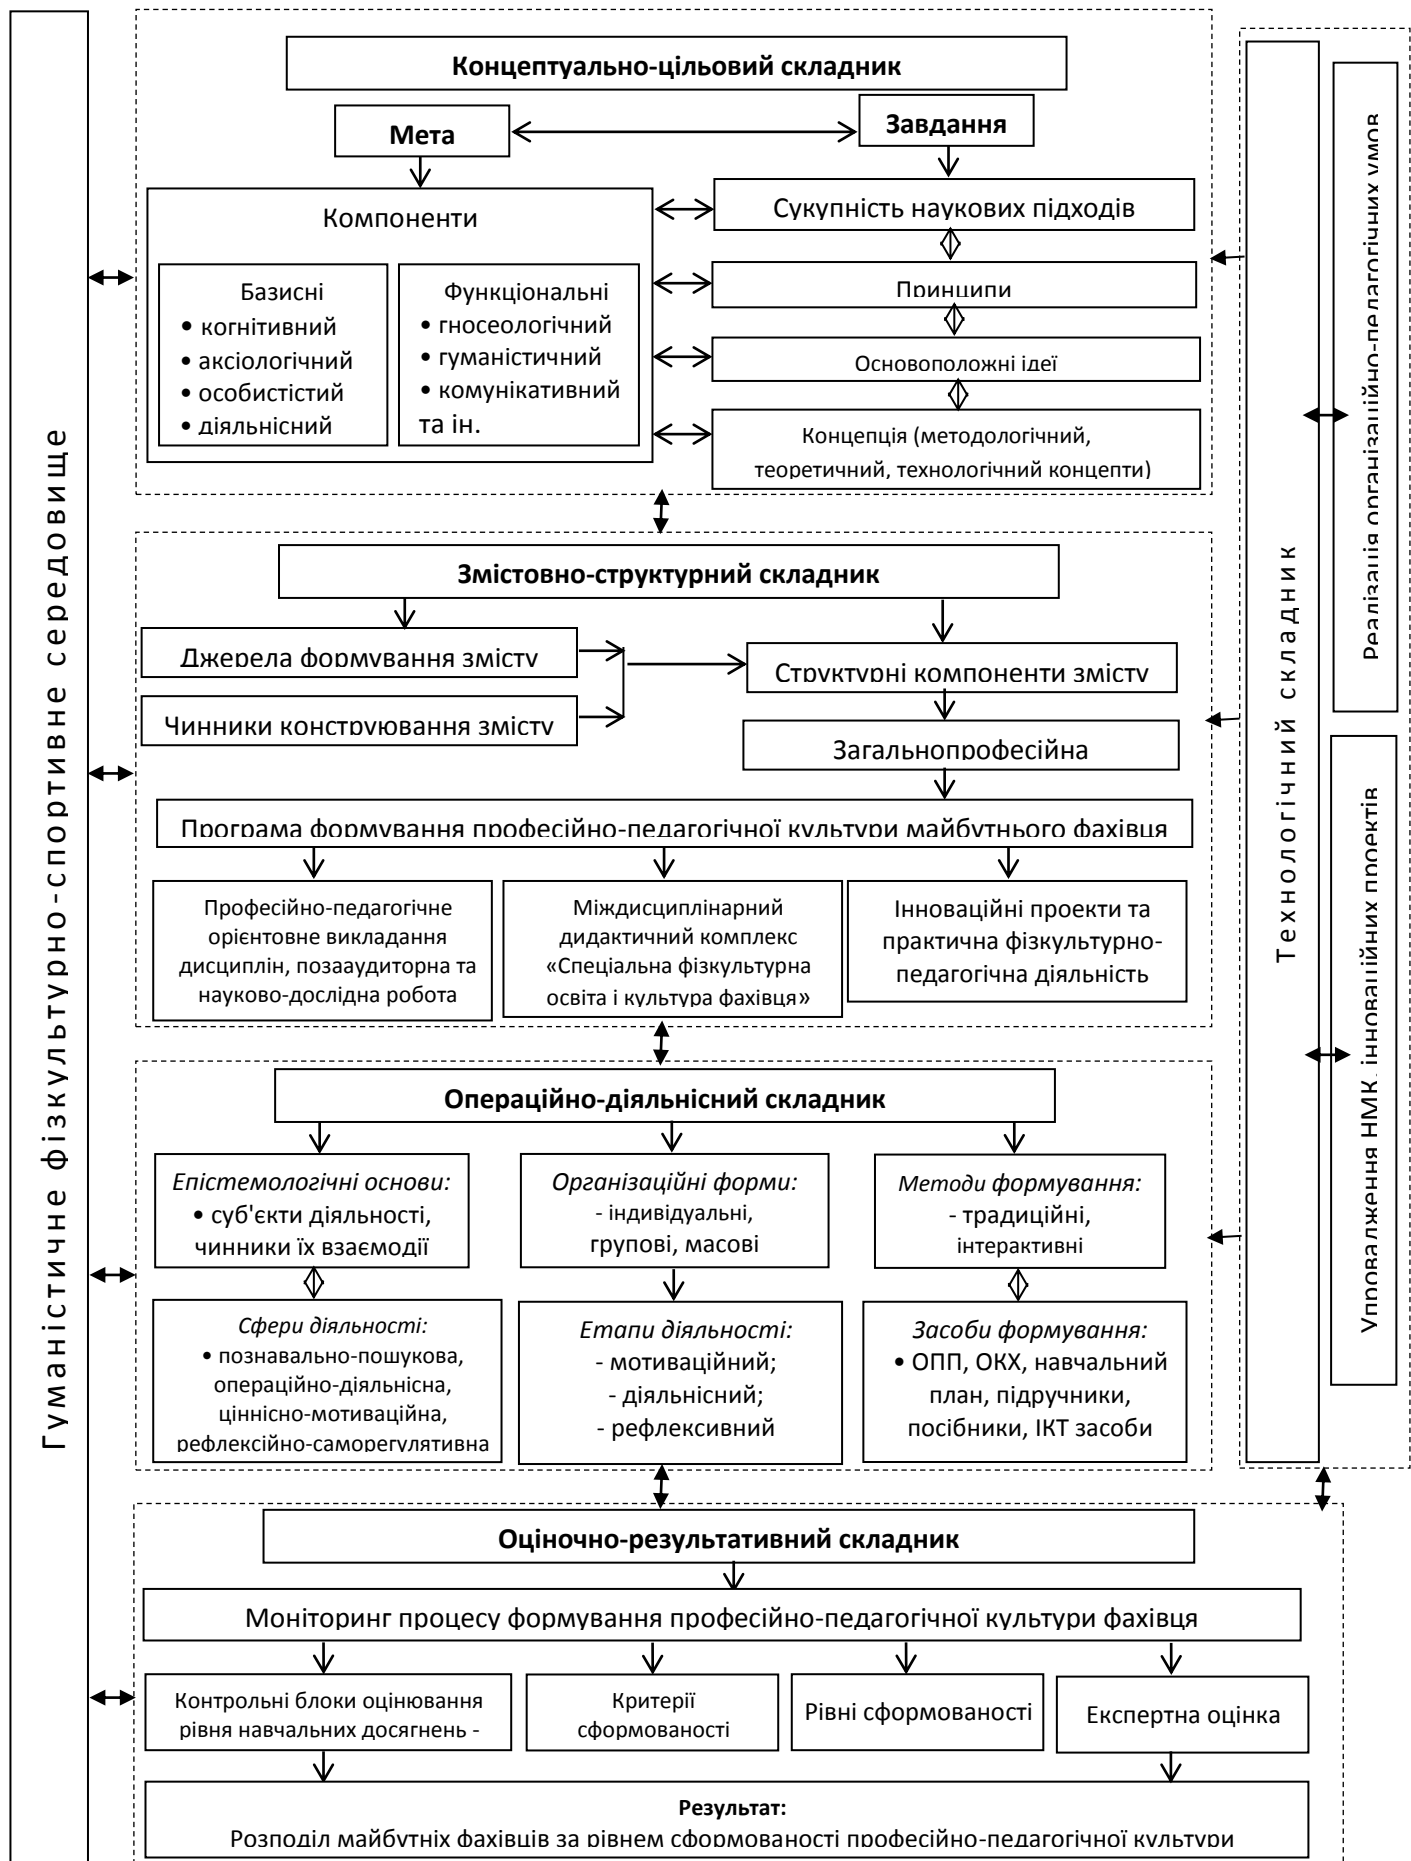 Гуманістичне фізкультурно-спортивне середовище
Концептуально-цільовий складник
Мета
Завдання
Компоненти
Базисні
• когнітивний
• аксіологічний
• особистістий
• діяльнісний
Функціональні
• гносеологічний
• гуманістичний
• комунікативний
та ін.
Сукупність наукових підходів
Принципи
Основоположні ідеї
Концепція (методологічний,
теоретичний, технологічний концепти)
Змістовно-структурний складник
Джерела формування змісту
Чинники конструювання змісту
Структурні компоненти змісту
Загальнопрофесійна
Програма формування професійно-педагогічної культури майбутнього фахівця
Професійно-педагогічне
орієнтовне викладання
дисциплін, позааудиторна та
науково-дослідна робота
Міждисциплінарний
дидактичний комплекс
«Спеціальна фізкультурна
освіта і культура фахівця»
Інноваційні проекти та
практична фізкультурно-
педагогічна діяльність
Операційно-діяльнісний складник
Епістемологічні основи:
• суб'єкти діяльності,
чинники їх взаємодії
Організаційні форми:
- індивідуальні,
групові, масові
Методи формування:
- традиційні,
інтерактивні
Сфери діяльності:
• познавально-пошукова,
операційно-діяльнісна,
ціннісно-мотиваційна,
рефлексійно-саморегулятивна
Етапи діяльності:
- мотиваційний;
- діяльнісний;
- рефлексивний
Засоби формування:
• ОПП, ОКХ, навчальний
план, підручники,
посібники, ІКТ засоби
Технологічний складник
Реалізація організаційно-педагогічних умов
Упровадження НМК, інноваційних проектів
Оціночно-результативний складник
Моніторинг процесу формування професійно-педагогічної культури фахівця
Контрольні блоки оцінювання
рівня навчальних досягнень -
Критерії
сформованості
Рівні сформованості
Експертна оцінка
Результат:
Розподіл майбутніх фахівців за рівнем сформованості професійно-педагогічної культури